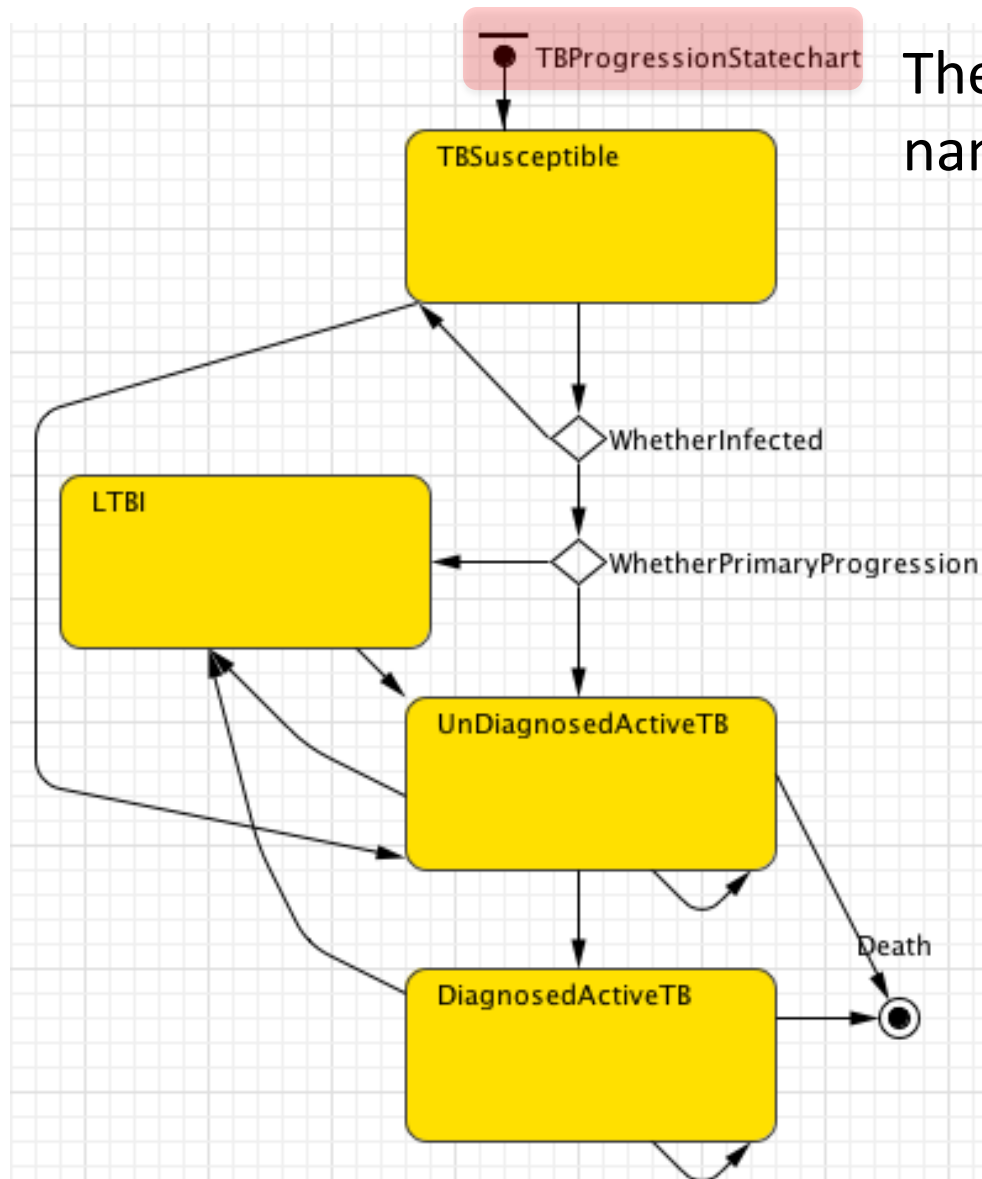 TBProgressionStatechart
TBSusceptible
WhetherInfected
LTBI
WhetherPrimaryProgression
UnDiagnosedActiveTB
Death
DiagnosedActiveTB